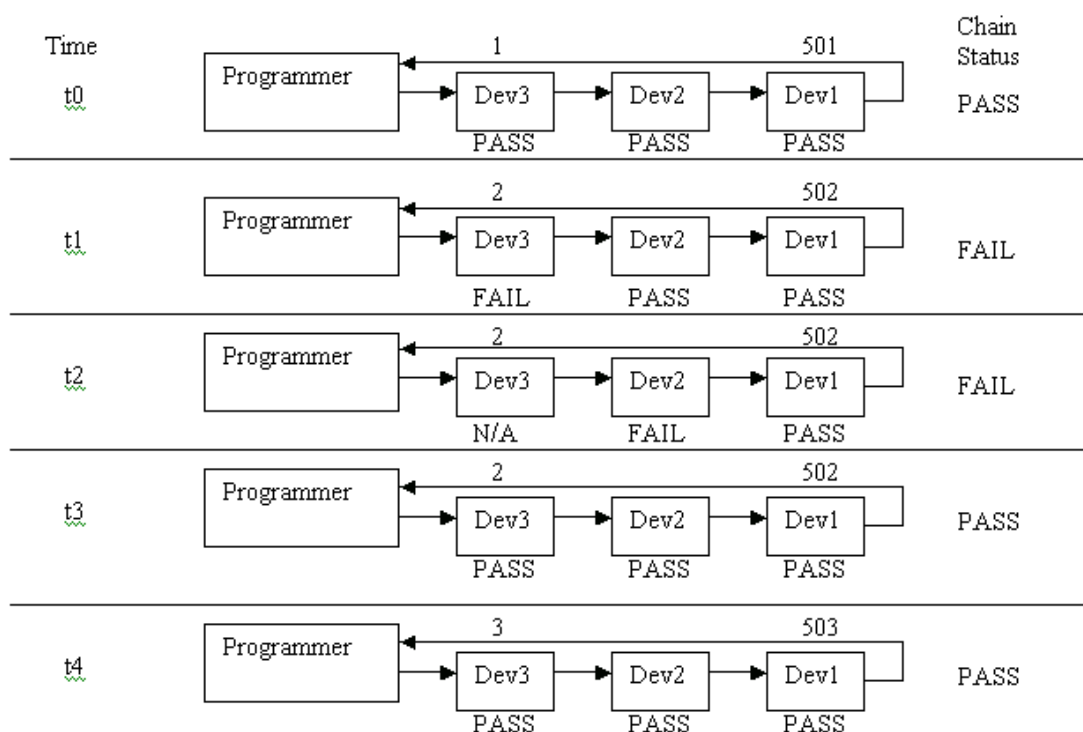 Time
Chain
Status
t0
1
501
Programmer
Dev3
Dev2
Dev1
PASS
PASS
PASS
PASS
t1
2
502
Programmer
Dev3
Dev2
Dev1
FAIL
FAIL
PASS
PASS
t2
2
502
Programmer
Dev3
Dev2
Dev1
FAIL
N/A
FAIL
PASS
t3
2
502
Programmer
Dev3
Dev2
Dev1
PASS
PASS
PASS
PASS
t4
3
503
Programmer
Dev3
Dev2
Dev1
PASS
PASS
PASS
PASS